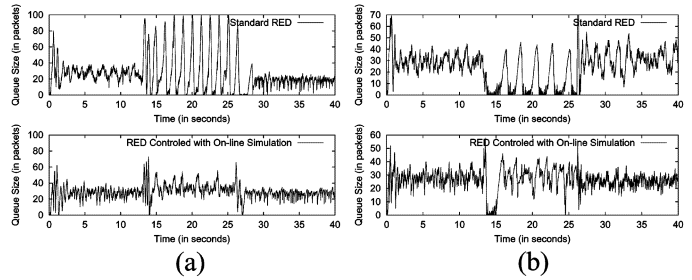 Standard RED
Queue Size (in packets)
100
80
60
40
20
0
0 5 10 15 20 25 30 35 40
Time (in seconds)
Standard RED
Queue Size (in packets)
70
60
50
40
30
20
10
0
0 5 10 15 20 25 30 35 40
Time (in seconds)
RED Controled with On-line Simulation
Queue Size (in packets)
100
80
60
40
20
0
0 5 10 15 20 25 30 35 40
Time (in seconds)
RED Controled with On-line Simulation
Queue Size (in packets)
60
50
40
30
20
10
0
0 5 10 15 20 25 30 35 40
Time (in seconds)
(a)
(b)